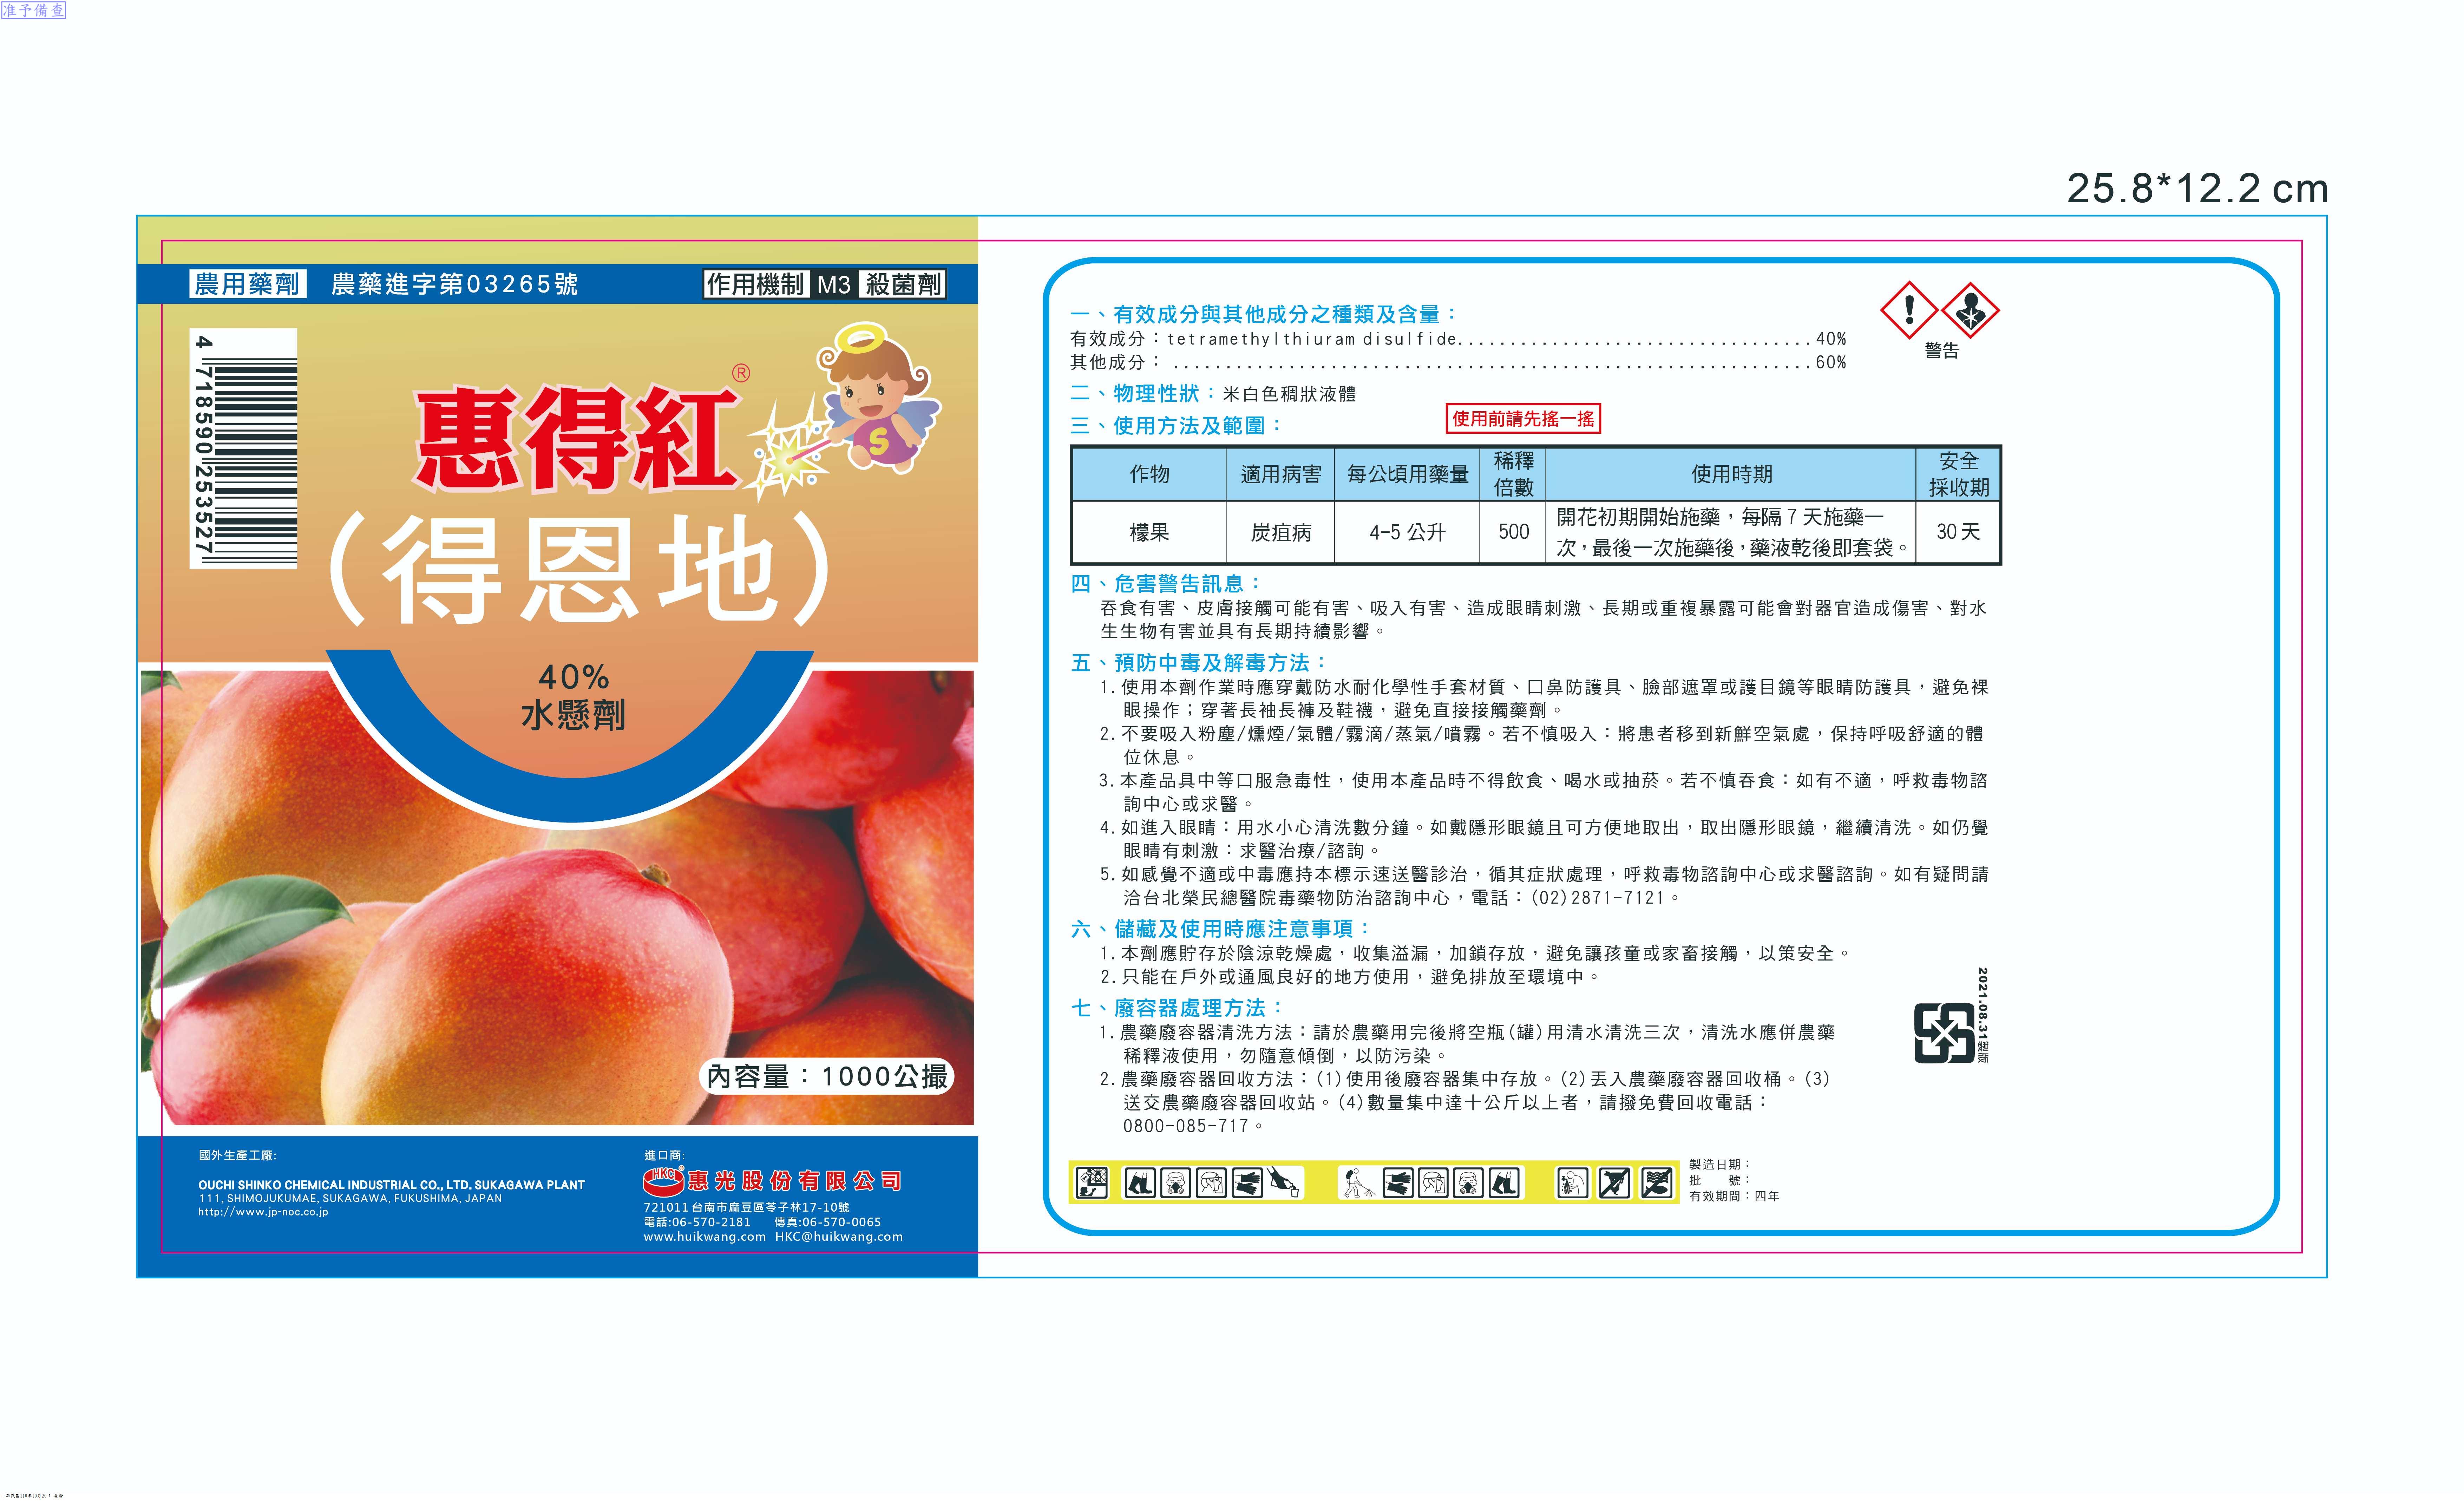 准予備查
25.8*12.2 cm
農用藥劑 農藥進字第03265號 作用機制 M3 殺菌劑
4 718590 253527
惠得紅®
S
(得恩地)
40%
水懸劑
內容量：1000公撮
國外生產工廠:
OUCHI SHINKO CHEMICAL INDUSTRIAL CO., LTD. SUKAGAWA PLANT
111, SHIMOJUKUMAE, SUKAGAWA, FUKUSHIMA, JAPAN
http://www.jp-noc.co.jp
進口商:
HKC® 惠光股份有限公司
721011 台南市麻豆區苓子林17-10號
電話:06-570-2181 傳真:06-570-0065
www.huikwang.com HKC@huikwang.com
一、有效成分與其他成分之種類及含量：
有效成分：tetramethylthiuram disulfide.................................40%
其他成分：.............................................................60%
警告
二、物理性狀：米白色稠狀液體
三、使用方法及範圍：
使用前請先搖一搖
作物 適用病害 每公頃用藥量 稀釋倍數 使用時期 安全採收期
檬果 炭疽病 4-5 公升 500 開花初期開始施藥，每隔 7 天施藥一
次，最後一次施藥後，藥液乾後即套袋。 30 天
四、危害警告訊息：
吞食有害、皮膚接觸可能有害、吸入有害、造成眼睛刺激、長期或重複暴露可能會對器官造成傷害、對水
生生物有害並具有長期持續影響。
五、預防中毒及解毒方法：
1.使用本劑作業時應穿戴防水耐化學性手套材質、口鼻防護具、臉部遮罩或護目鏡等眼睛防護具，避免裸
眼操作；穿著長袖長褲及鞋襪，避免直接接觸藥劑。
2.不要吸入粉塵/燻煙/氣體/霧滴/蒸氣/噴霧。若不慎吸入：將患者移到新鮮空氣處，保持呼吸舒適的體
位休息。
3.本產品具中等口服急毒性，使用本產品時不得飲食、喝水或抽菸。若不慎吞食：如有不適，呼救毒物諮
詢中心或求醫。
4.如進入眼睛：用水小心清洗數分鐘。如戴隱形眼鏡且可方便地取出，取出隱形眼鏡，繼續清洗。如仍覺
眼睛有刺激：求醫治療/諮詢。
5.如感覺不適或中毒應持本標示速送醫診治，循其症狀處理，呼救毒物諮詢中心或求醫諮詢。如有疑問請
洽台北榮民總醫院毒藥物防治諮詢中心，電話：(02)2871-7121。
六、儲藏及使用時應注意事項：
1.本劑應貯存於陰涼乾燥處，收集溢漏，加鎖存放，避免讓孩童或家畜接觸，以策安全。
2.只能在戶外或通風良好的地方使用，避免排放至環境中。
七、廢容器處理方法：
1.農藥廢容器清洗方法：請於農藥用完後將空瓶(罐)用清水清洗三次，清洗水應併農藥
稀釋液使用，勿隨意傾倒，以防污染。
2.農藥廢容器回收方法：(1)使用後廢容器集中存放。(2)丟入農藥廢容器回收桶。(3)
送交農藥廢容器回收站。(4)數量集中達十公斤以上者，請撥免費回收電話：
0800-085-717。
2021.08.31製版
製造日期：
批 號：
有效期間：四年